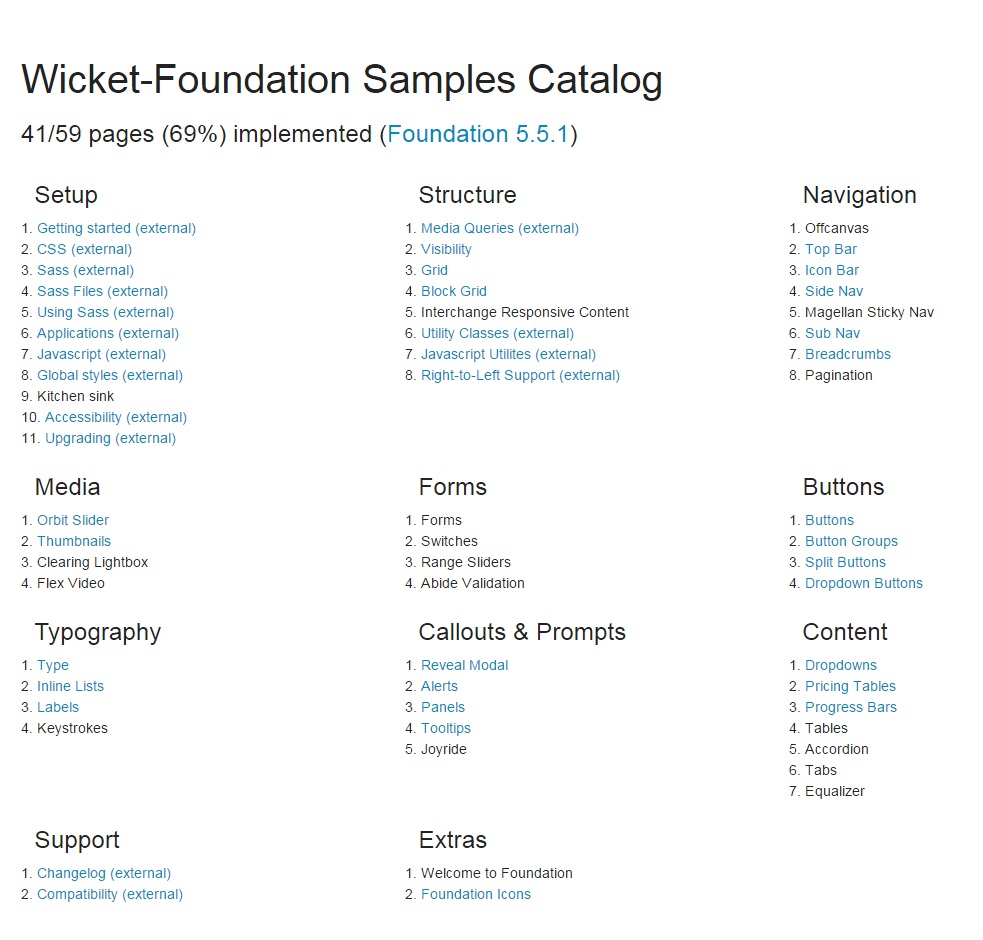 Wicket-Foundation Samples Catalog
41/59 pages (69%) implemented (Foundation 5.5.1)
Setup
1. Getting started (external)
2. CSS (external)
3. Sass (external)
4. Sass Files (external)
5. Using Sass (external)
6. Applications (external)
7. Javascript (external)
8. Global styles (external)
9. Kitchen sink
10. Accessibility (external)
11. Upgrading (external)
Structure
1. Media Queries (external)
2. Visibility
3. Grid
4. Block Grid
5. Interchange Responsive Content
6. Utility Classes (external)
7. Javascript Utilites (external)
8. Right-to-Left Support (external)
Navigation
1. Offcanvas
2. Top Bar
3. Icon Bar
4. Side Nav
5. Magellan Sticky Nav
6. Sub Nav
7. Breadcrumbs
8. Pagination
Media
1. Orbit Slider
2. Thumbnails
3. Clearing Lightbox
4. Flex Video
Forms
1. Forms
2. Switches
3. Range Sliders
4. Abide Validation
Buttons
1. Buttons
2. Button Groups
3. Split Buttons
4. Dropdown Buttons
Typography
1. Type
2. Inline Lists
3. Labels
4. Keystrokes
Callouts & Prompts
1. Reveal Modal
2. Alerts
3. Panels
4. Tooltips
5. Joyride
Content
1. Dropdowns
2. Pricing Tables
3. Progress Bars
4. Tables
5. Accordion
6. Tabs
7. Equalizer
Support
1. Changelog (external)
2. Compatibility (external)
Extras
1. Welcome to Foundation
2. Foundation Icons